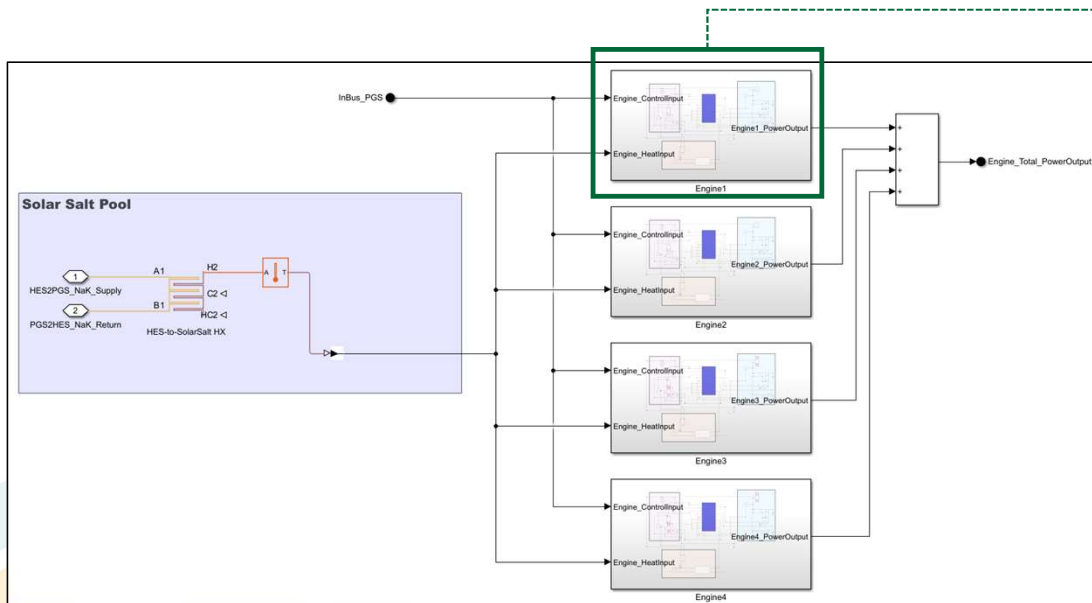 InBus_PGS
Engine_ControlInput
Engine1_PowerOutput
Engine_HeatInput
Engine1
+
+
+
+
Engine_Total_PowerOutput
Solar Salt Pool
1
HES2PGS_NaK_Supply
2
PGS2HES_NaK_Return
A1
B1
H2
C2
HC2
HES-to-SolarSalt HX
A
T
Engine_ControlInput
Engine2_PowerOutput
Engine_HeatInput
Engine2
Engine_ControlInput
Engine3_PowerOutput
Engine_HeatInput
Engine3
Engine_ControlInput
Engine4_PowerOutput
Engine_HeatInput
Engine4